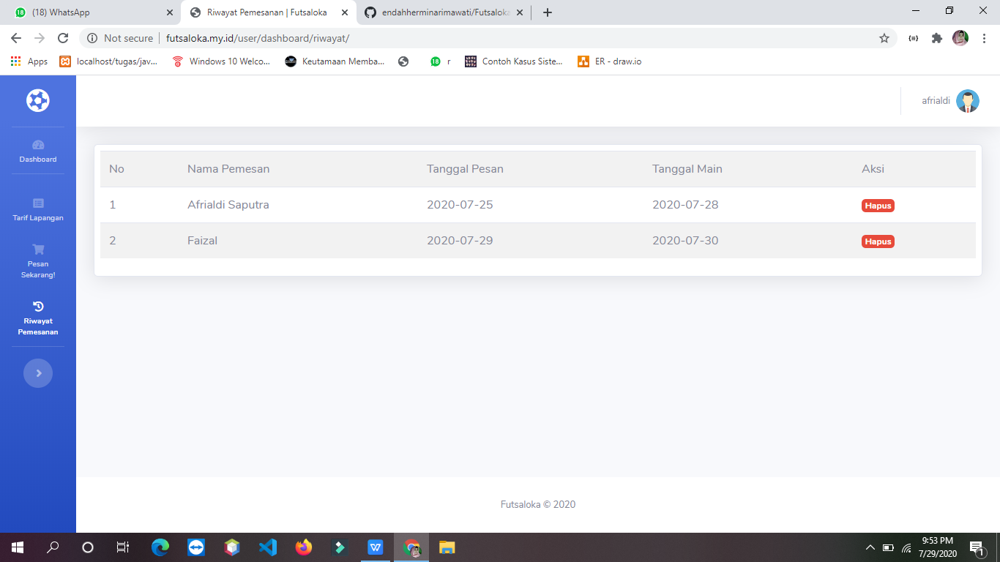 (18) WhatsApp
Riwayat Pemesanan | Futsaloka
endahherminarimawati/Futsaloka
Not secure
futsaloka.my.id/user/dashboard/riwayat/
Apps
localhost/tugas/jav...
Windows 10 Welco...
Keutamaan Memba...
18
r
Contoh Kasus Siste...
ER - draw.io
afrialdi
Dashboard
Tarif Lapangan
Pesan
Sekarang!
Riwayat
Pemesanan
No Nama Pemesan Tanggal Pesan Tanggal Main Aksi
1 Afrialdi Saputra 2020-07-25 2020-07-28 Hapus
2 Faizal 2020-07-29 2020-07-30 Hapus
Futsaloka © 2020
9:53 PM
7/29/2020
1